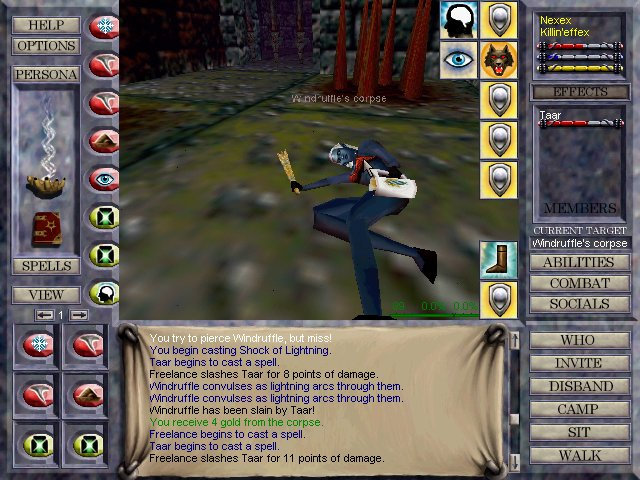 HELP
OPTIONS
PERSONA
SPELLS
VIEW
1
Windruffle's corpse
99 0.0% 0.0%
Nexex
Killin'effex
EFFECTS
Taar
MEMBERS
CURRENT TARGET
Windruffle's corpse
ABILITIES
COMBAT
SOCIALS
You try to pierce Windruffle, but miss!
You begin casting Shock of Lightning.
Taar begins to cast a spell.
Freelance slashes Taar for 8 points of damage.
Windruffle convulses as lightning arcs through them.
Windruffle convulses as lightning arcs through them.
Windruffle has been slain by Taar!
You receive 4 gold from the corpse.
Freelance begins to cast a spell.
Taar begins to cast a spell.
Freelance slashes Taar for 11 points of damage.
WHO
INVITE
DISBAND
CAMP
SIT
WALK